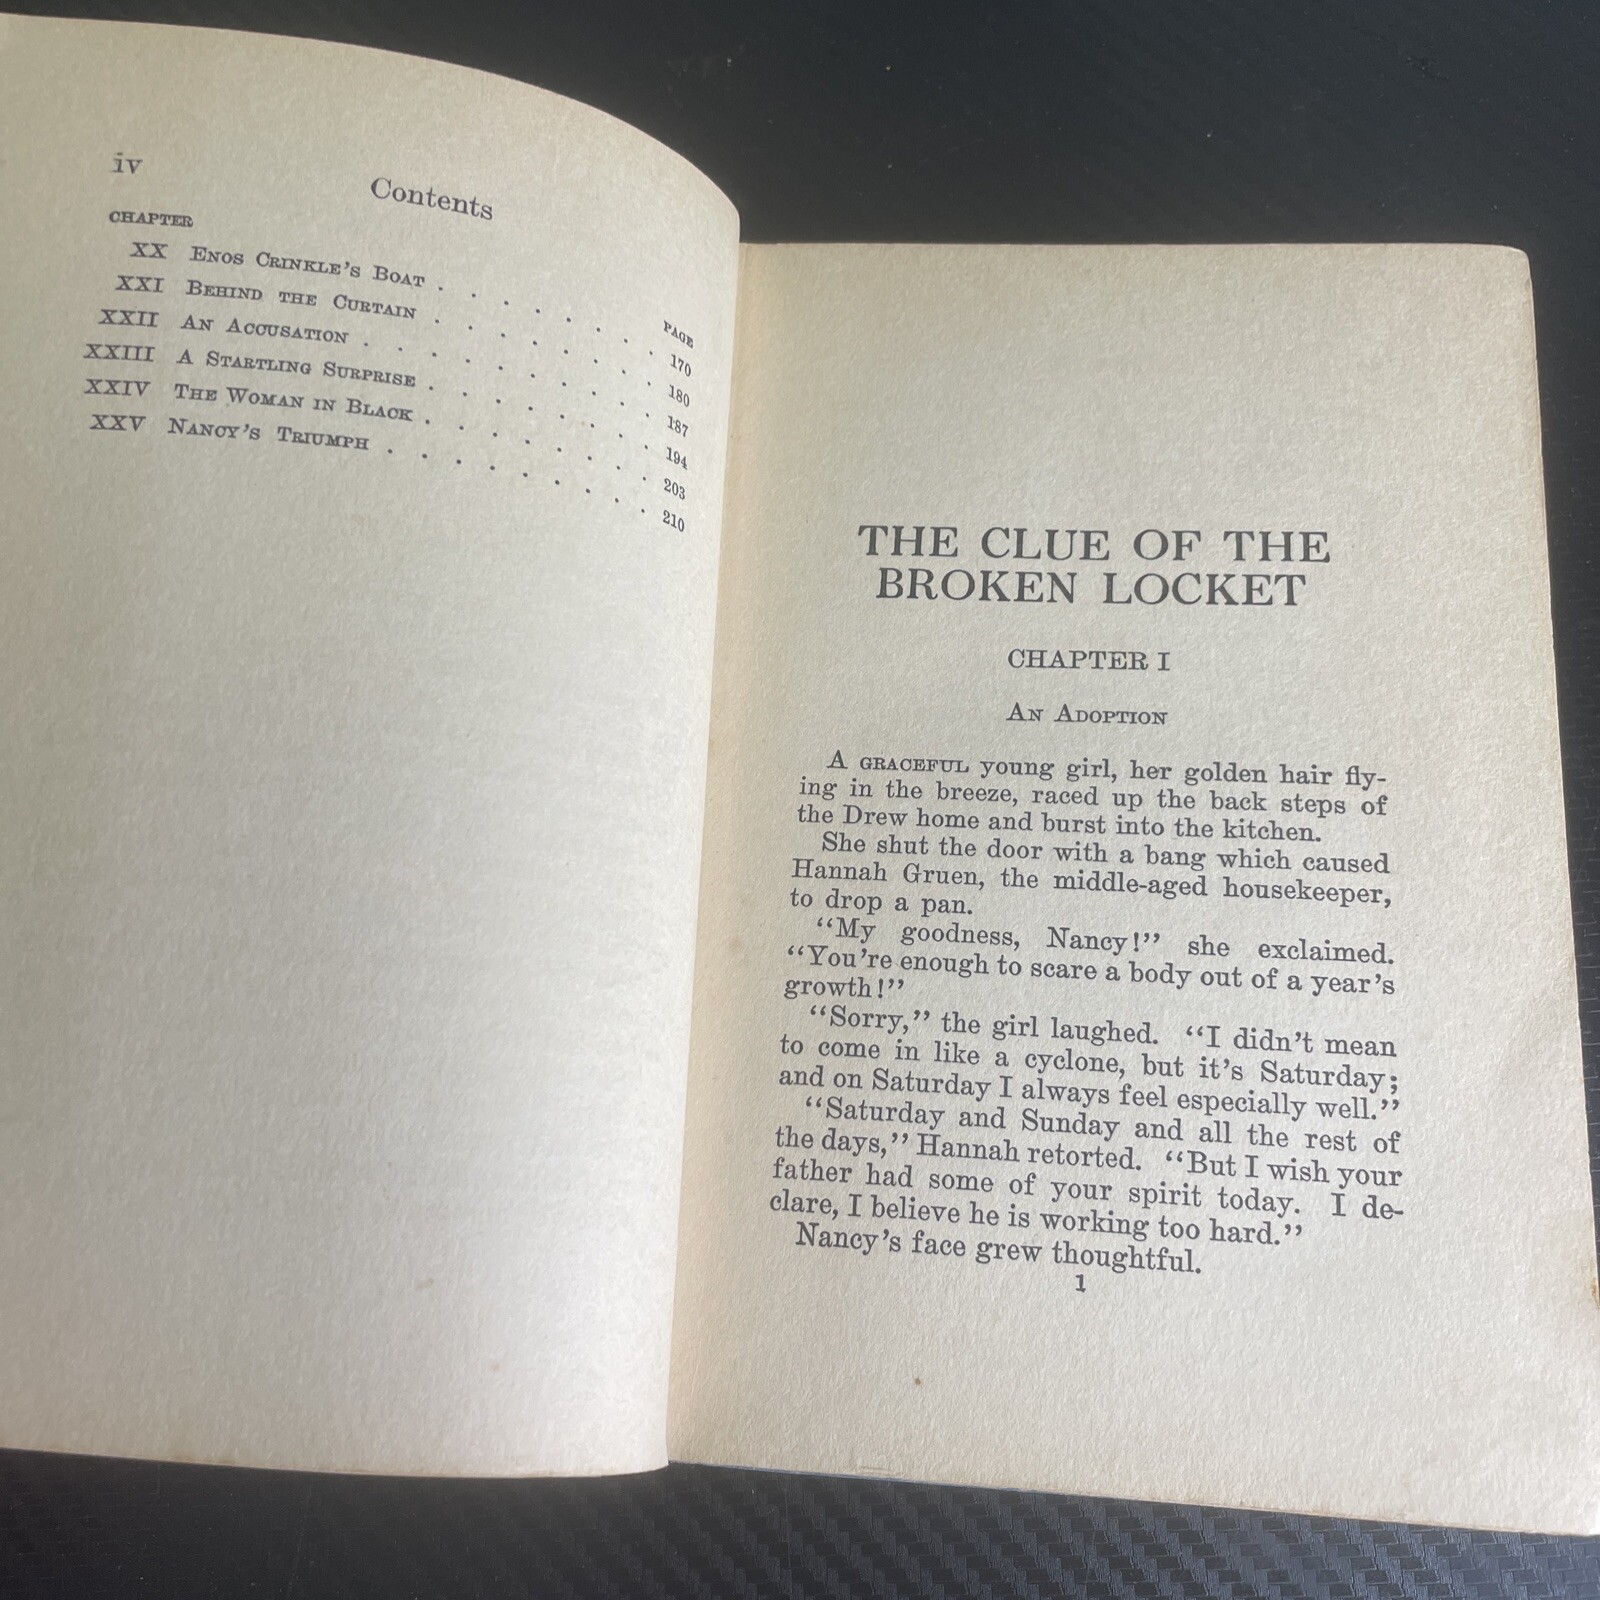 iv
Contents
CHAPTER
PAGE
XX ENOS CRINKLE'S BOAT . . . . . . . 170
XXI BEHIND THE CURTAIN . . . . . . . 180
XXII AN ACCUSATION . . . . . . . . . 187
XXIII A STARTLING SURPRISE . . . . . . . 194
XXIV THE WOMAN IN BLACK . . . . . . . . 203
XXV NANCY'S TRIUMPH . . . . . . . . . 210
THE CLUE OF THE
BROKEN LOCKET
CHAPTER I
AN ADOPTION
A GRACEFUL young girl, her golden hair fly-
ing in the breeze, raced up the back steps of
the Drew home and burst into the kitchen.
She shut the door with a bang which caused
Hannah Gruen, the middle-aged housekeeper,
to drop a pan.
“My goodness, Nancy!” she exclaimed.
“You're enough to scare a body out of a year's
growth!”
“Sorry,” the girl laughed. “I didn't mean
to come in like a cyclone, but it's Saturday;
and on Saturday I always feel especially well.”
“Saturday and Sunday and all the rest of
the days,” Hannah retorted. “But I wish your
father had some of your spirit today. I de-
clare, I believe he is working too hard.”
Nancy's face grew thoughtful.
1